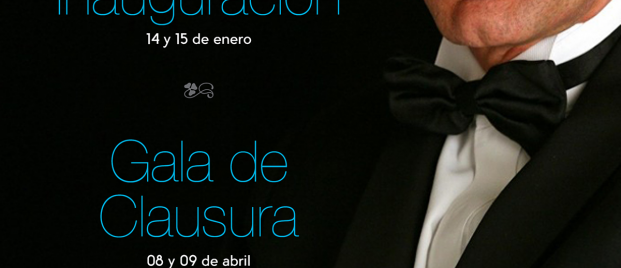 Inauguración
14 y 15 de enero
Gala de
Clausura
08 y 09 de abril